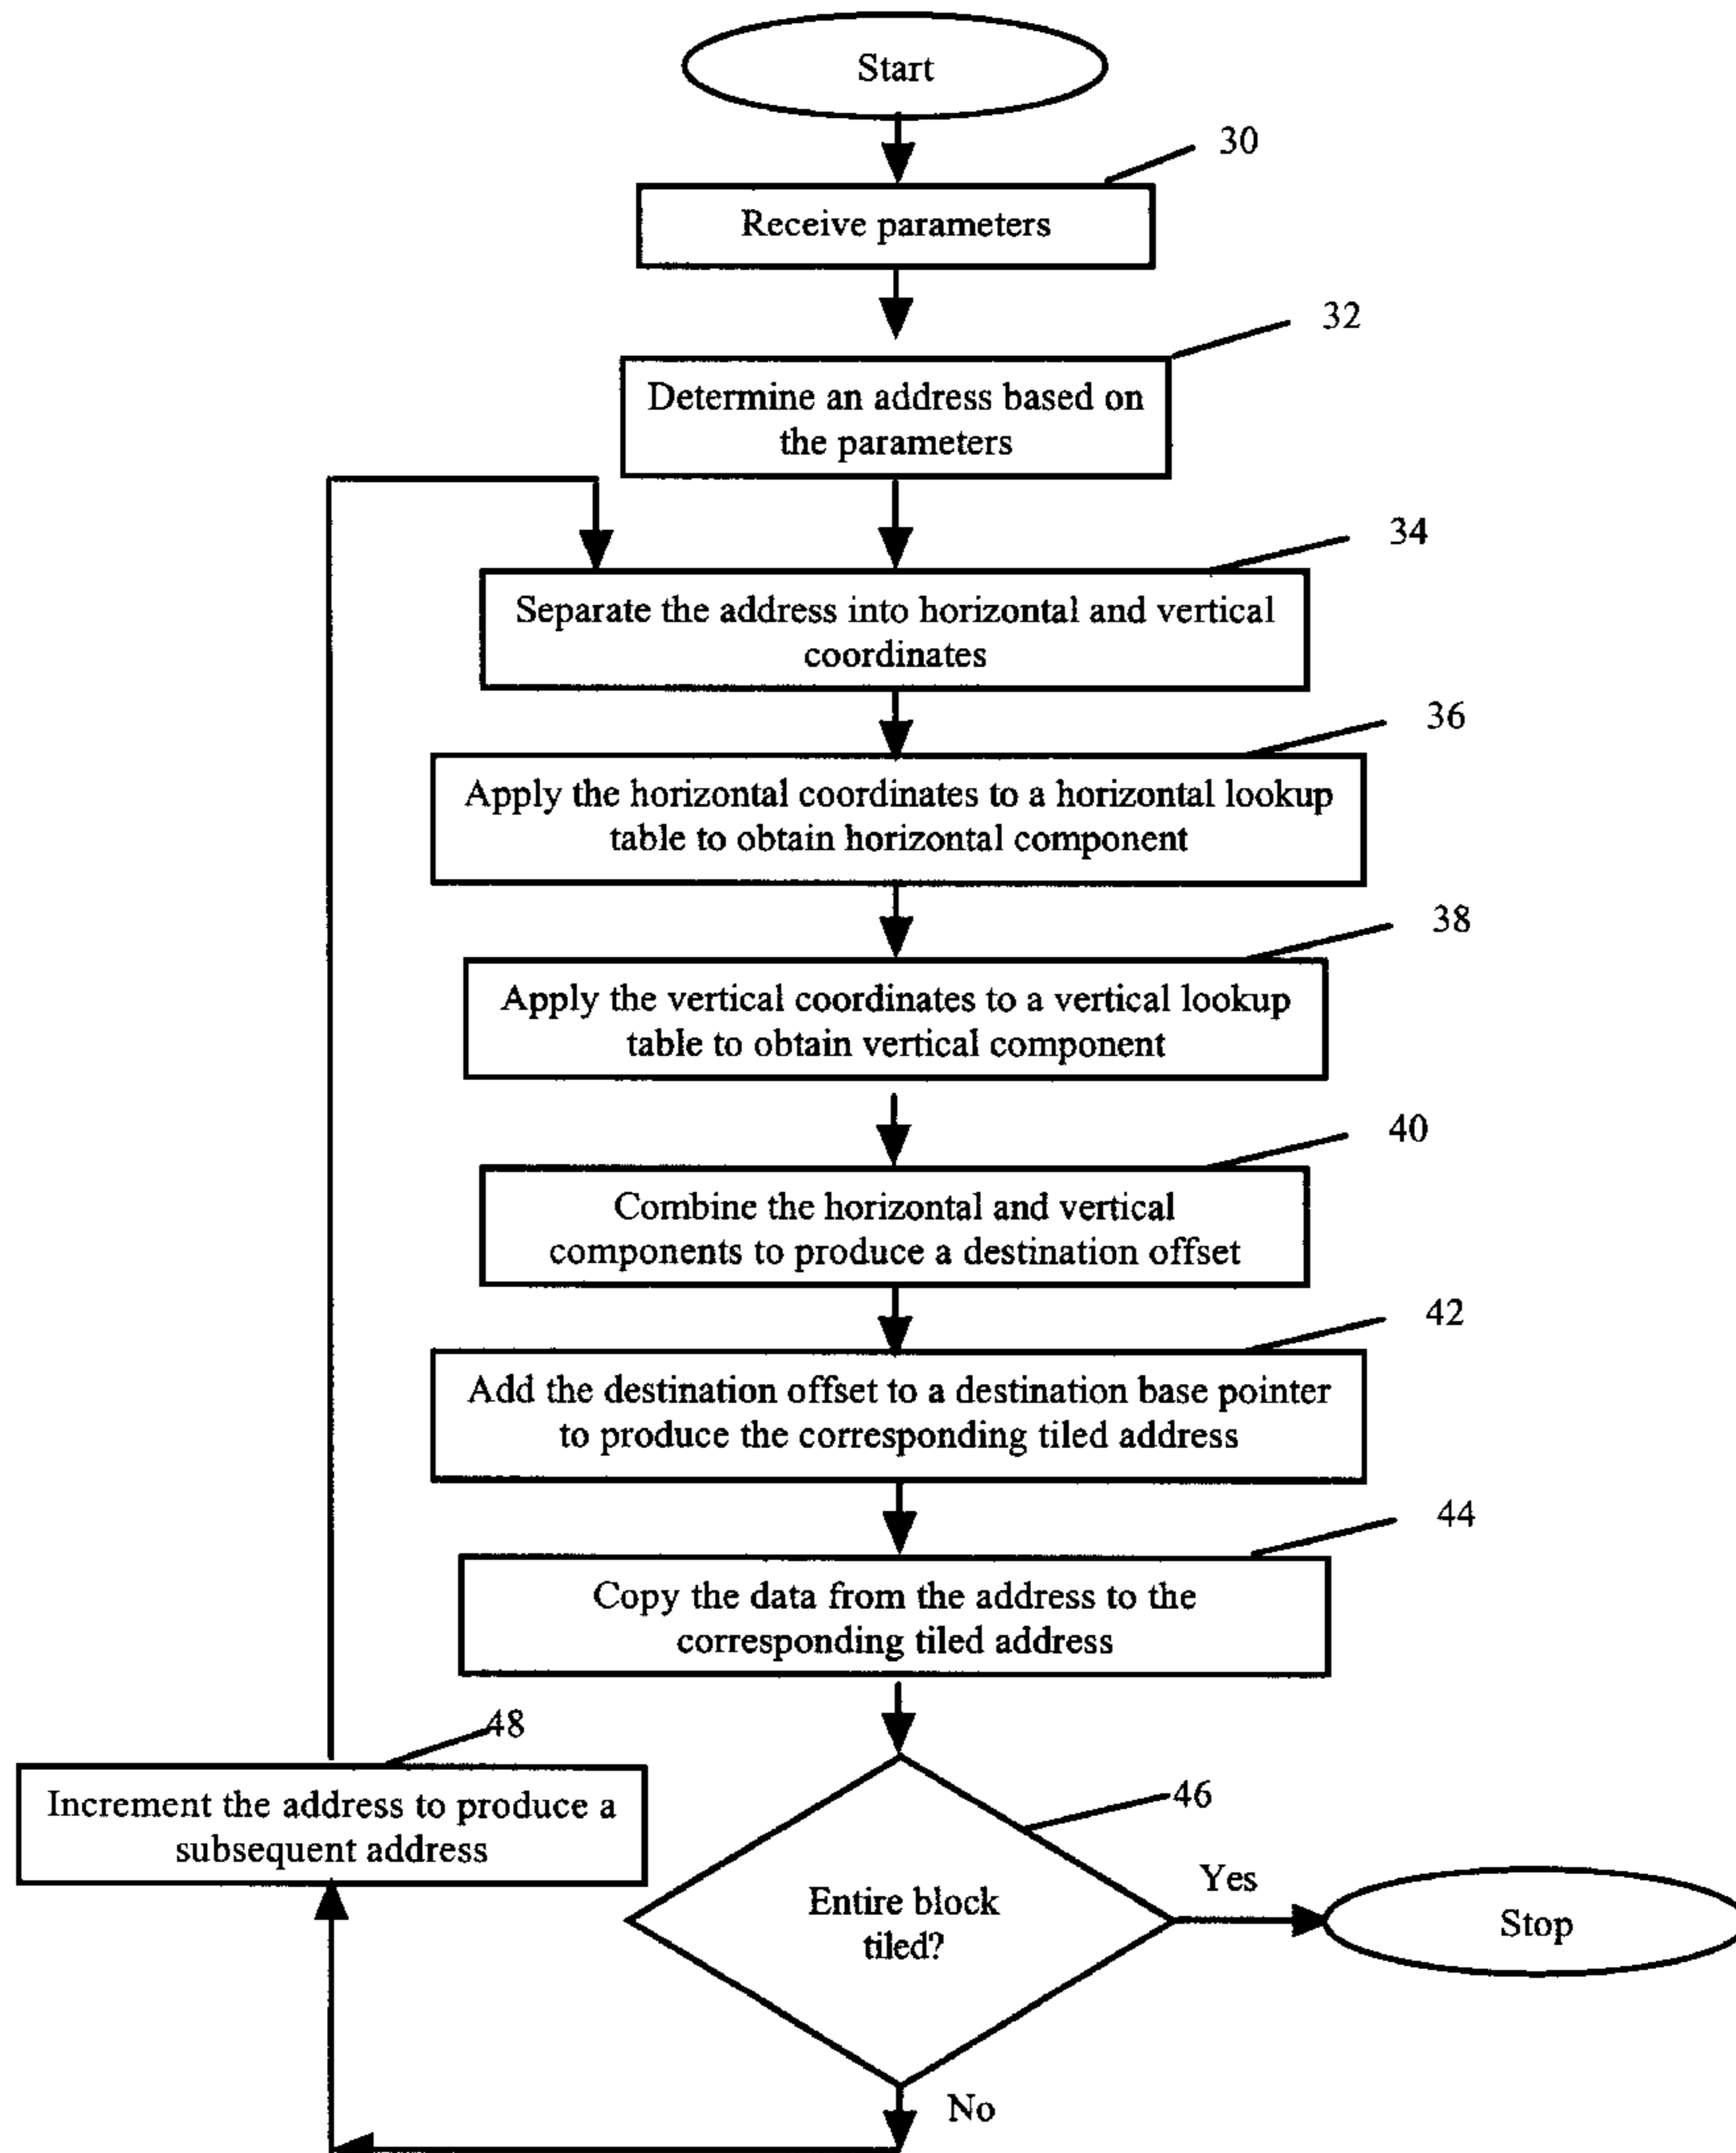 Start
30
Receive parameters
32
Determine an address based on
the parameters
34
Separate the address into horizontal and vertical
coordinates
36
Apply the horizontal coordinates to a horizontal lookup
table to obtain horizontal component
38
Apply the vertical coordinates to a vertical lookup
table to obtain vertical component
40
Combine the horizontal and vertical
components to produce a destination offset
42
Add the destination offset to a destination base pointer
to produce the corresponding tiled address
44
Copy the data from the address to the
corresponding tiled address
48
Increment the address to produce a
subsequent address
46
Entire block
tiled?
Yes
Stop
No